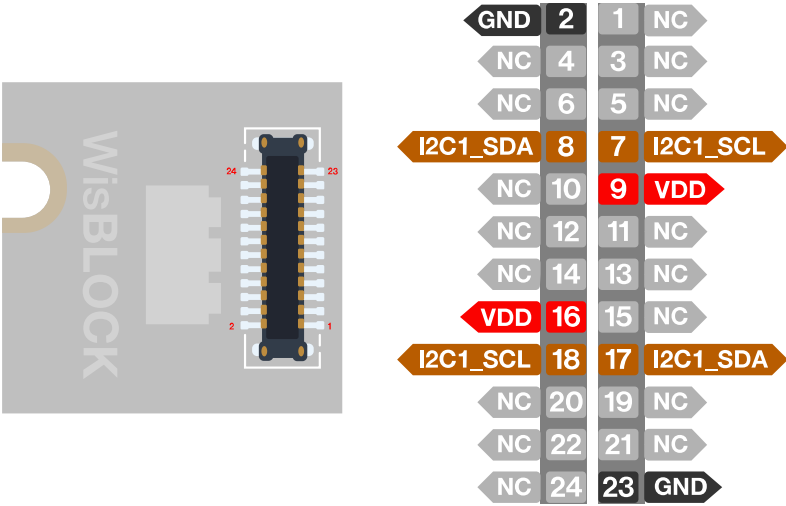 WisBLOCK
24 23
2 1
GND 2 1 NC
NC 4 3 NC
NC 6 5 NC
I2C1_SDA 8 7 I2C1_SCL
NC 10 9 VDD
NC 12 11 NC
NC 14 13 NC
VDD 16 15 NC
I2C1_SCL 18 17 I2C1_SDA
NC 20 19 NC
NC 22 21 NC
NC 24 23 GND